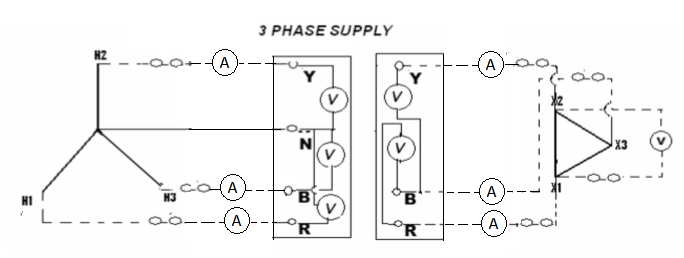 3 PHASE SUPPLY
H2 A Y Y A
V V X2
N V V X3 V
H3 A B B A X1
H1 A V R R A